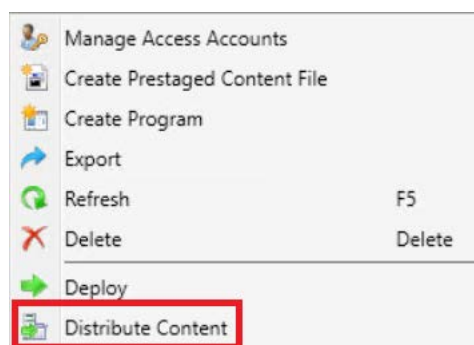 Manage Access Accounts
Create Prestaged Content File
Create Program
Export
Refresh F5
Delete Delete
Deploy
Distribute Content